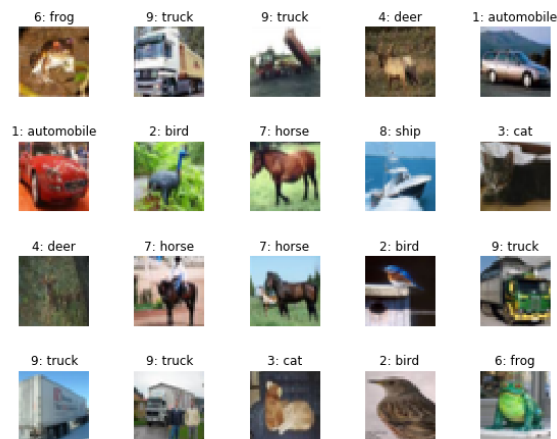 6: frog 9: truck 9: truck 4: deer 1: automobile
1: automobile 2: bird 7: horse 8: ship 3: cat
4: deer 7: horse 7: horse 2: bird 9: truck
9: truck 9: truck 3: cat 2: bird 6: frog